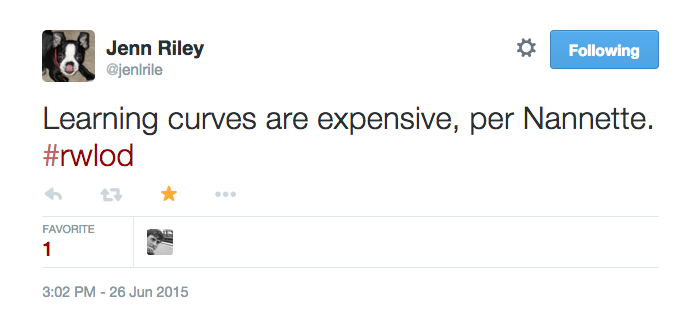 Jenn Riley
@jenlrile
Following
Learning curves are expensive, per Nannette.
#rwlod
FAVORITE
1
3:02 PM - 26 Jun 2015